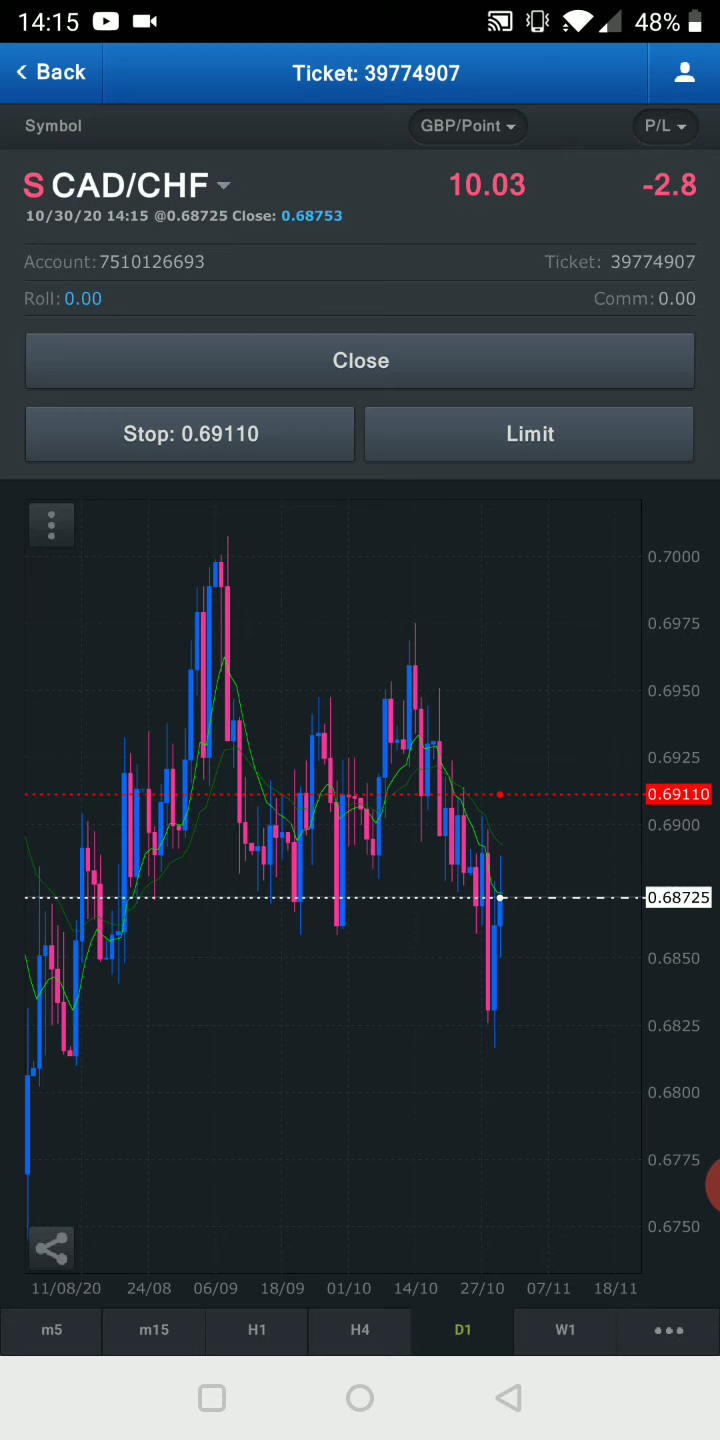 14:15 48%
Back Ticket: 39774907
Symbol GBP/Point P/L
S CAD/CHF 10.03 -2.8
10/30/20 14:15 @0.68725 Close: 0.68753
Account: 7510126693 Ticket: 39774907
Roll: 0.00 Comm: 0.00
Close
Stop: 0.69110 Limit
0.7000
0.6975
0.6950
0.6925
0.69110
0.6900
0.68725
0.6850
0.6825
0.6800
0.6775
0.6750
11/08/20 24/08 06/09 18/09 01/10 14/10 27/10 07/11 18/11
m5 m15 H1 H4 D1 W1